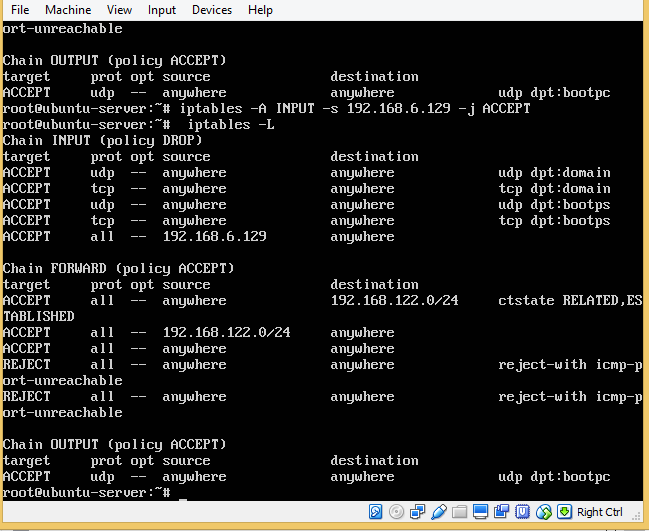 File Machine View Input Devices Help
ort-unreachable
Chain OUTPUT (policy ACCEPT)
target prot opt source destination
ACCEPT udp -- anywhere anywhere udp dpt:bootpc
root@ubuntu-server:~# iptables -A INPUT -s 192.168.6.129 -j ACCEPT
root@ubuntu-server:~#  iptables -L
Chain INPUT (policy DROP)
target prot opt source destination
ACCEPT udp -- anywhere anywhere udp dpt:domain
ACCEPT tcp -- anywhere anywhere tcp dpt:domain
ACCEPT udp -- anywhere anywhere udp dpt:bootps
ACCEPT tcp -- anywhere anywhere tcp dpt:bootps
ACCEPT all -- 192.168.6.129 anywhere
Chain FORWARD (policy ACCEPT)
target prot opt source destination
ACCEPT all -- anywhere 192.168.122.0/24 ctstate RELATED,ES
TABLISHED
ACCEPT all -- 192.168.122.0/24 anywhere
ACCEPT all -- anywhere anywhere
REJECT all -- anywhere anywhere reject-with icmp-p
ort-unreachable
REJECT all -- anywhere anywhere reject-with icmp-p
ort-unreachable
Chain OUTPUT (policy ACCEPT)
target prot opt source destination
ACCEPT udp -- anywhere anywhere udp dpt:bootpc
root@ubuntu-server:~# _
Right Ctrl